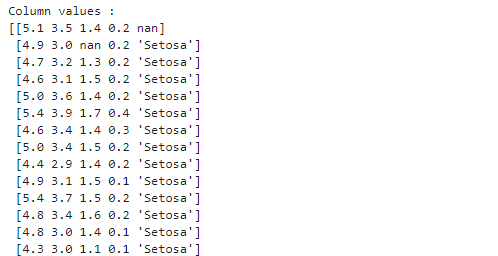 Column values :
[[5.1 3.5 1.4 0.2 nan]
[4.9 3.0 nan 0.2 'Setosa']
[4.7 3.2 1.3 0.2 'Setosa']
[4.6 3.1 1.5 0.2 'Setosa']
[5.0 3.6 1.4 0.2 'Setosa']
[5.4 3.9 1.7 0.4 'Setosa']
[4.6 3.4 1.4 0.3 'Setosa']
[5.0 3.4 1.5 0.2 'Setosa']
[4.4 2.9 1.4 0.2 'Setosa']
[4.9 3.1 1.5 0.1 'Setosa']
[5.4 3.7 1.5 0.2 'Setosa']
[4.8 3.4 1.6 0.2 'Setosa']
[4.8 3.0 1.4 0.1 'Setosa']
[4.3 3.0 1.1 0.1 'Setosa']